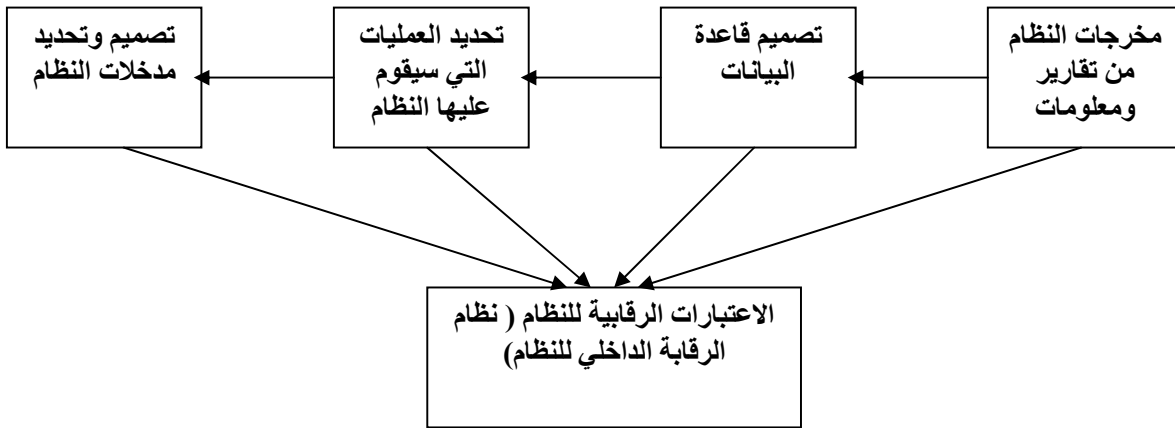 مخرجات النظام
من تقارير
ومعلومات
تصميم قاعدة
البيانات
تحديد العمليات
التي سيقوم
عليها النظام
تصميم وتحديد
مدخلات النظام
الاعتبارات الرقابية للنظام ( نظام
الرقابة الداخلي للنظام)